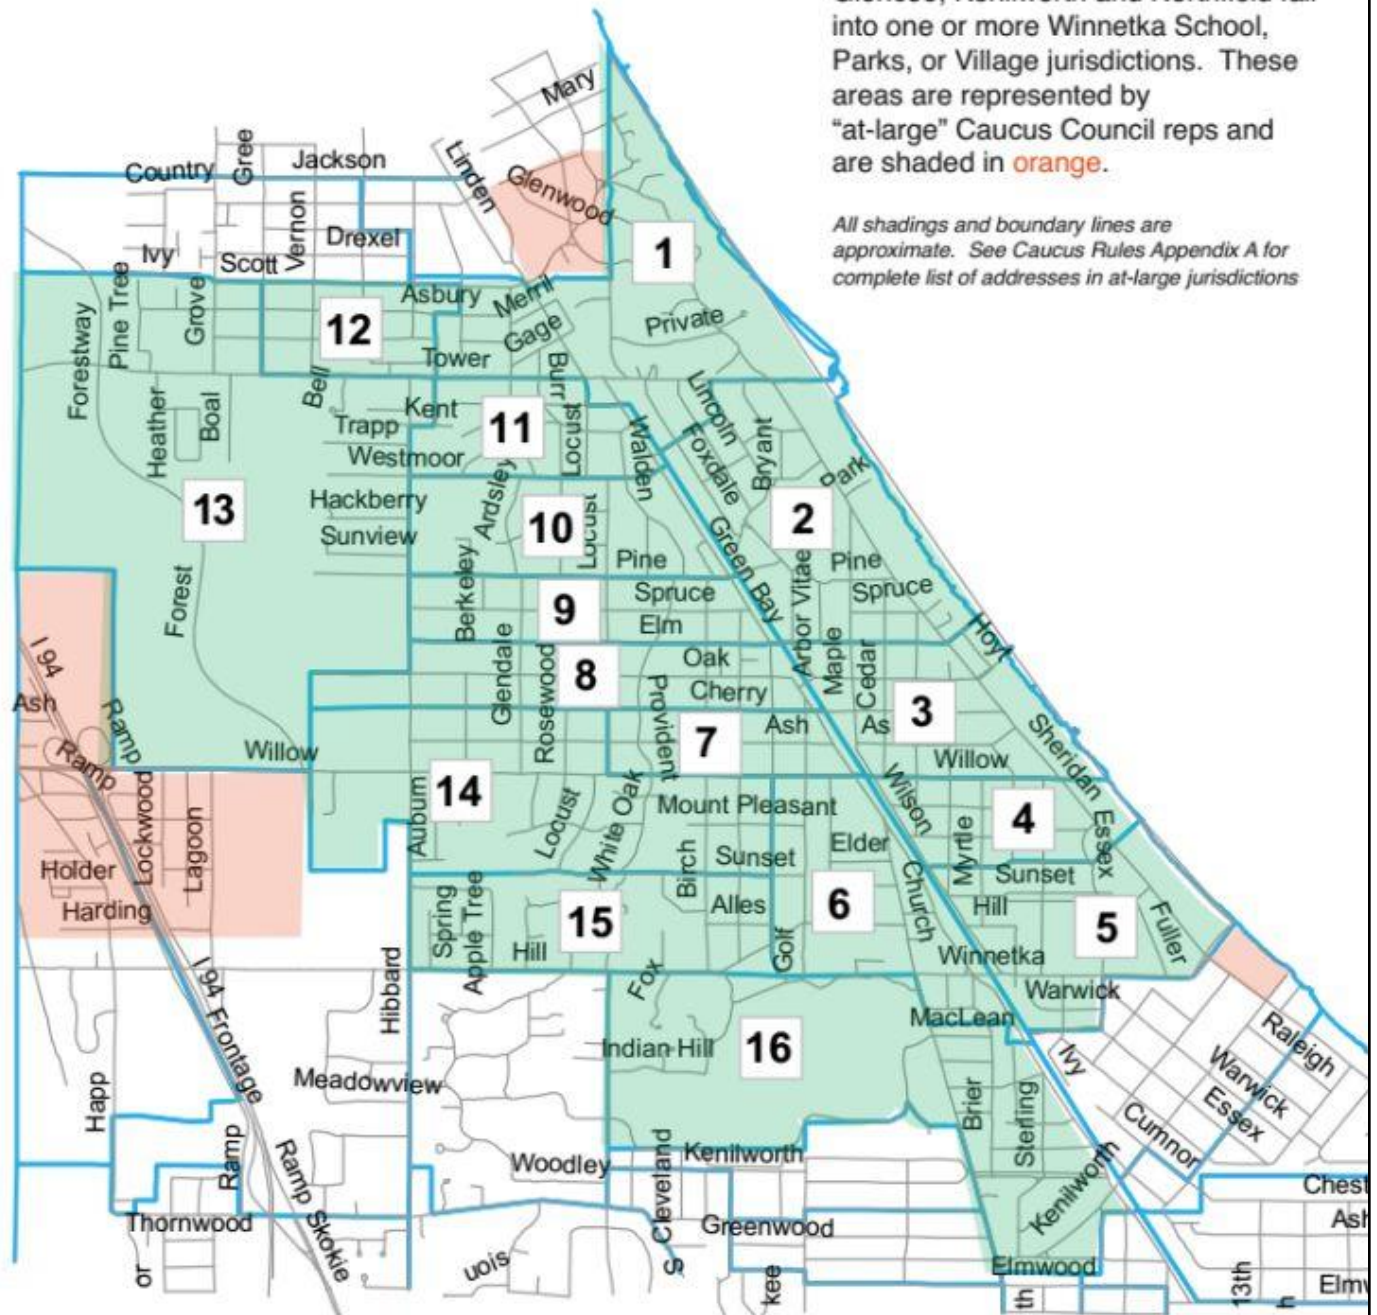 into one or more Winnetka School,
Parks, or Village jurisdictions. These
areas are represented by
“at-large” Caucus Council reps and
are shaded in orange.
All shadings and boundary lines are
approximate. See Caucus Rules Appendix A for
complete list of addresses in at-large jurisdictions
Mary
Country
Gree
Jackson
Linden
Glenwood
Vernon
Drexel
Ivy
Scott
1
Pine Tree
Grove
Asbury
Merril
Forestway
12
Gage
Private
Tower
Burr
Bell
Heather
Boal
Kent
Trapp
11
Locust
Lincoln
Foxdale
Bryant
Walden
Westmoor
Park
Ardsley
13
Hackberry
Sunview
10
Locust
2
Green Bay
Pine
Arbor Vitae
Pine
Berkeley
Forest
9
Spruce
Spruce
Elm
Hoyt
I 94
Glendale
Rosewood
8
Oak
Maple
Cedar
Cherry
Provident
Ash
Ramp
Ramp
Willow
7
Ash
As
3
Willow
Sheridan
Lockwood
Lagoon
Auburn
14
Locust
White Oak
Mount Pleasant
Wilson
Myrtle
4
Essex
Holder
Harding
Birch
Sunset
Elder
Sunset
Spring
Apple Tree
15
Alles
6
Church
Hill
5
Fuller
Hill
Golf
Winnetka
I 94 Frontage
Hibbard
Fox
Warwick
MacLean
Indian Hill
16
Ivy
Raleigh
Warwick
Essex
Happ
Meadowview
Brier
Sterling
Cumnor
Ramp
Ramp
Skokie
Woodley
Cleveland
Kenilworth
Kenilworth
Chest
Thornwood
Greenwood
Ash
or
uois
S
kee
Elmwood
th
13th
h
Elmw